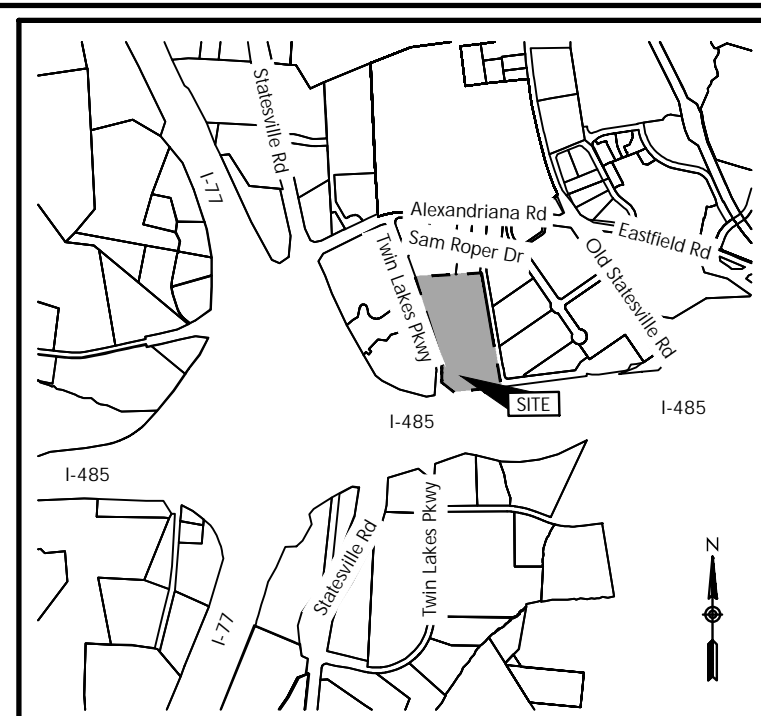 Statesville Rd
I-77
Alexandriana Rd
Sam Roper Dr
Eastfield Rd
Twin Lakes Pkwy
Old Statesville Rd
SITE
I-485
I-485
I-485
Statesville Rd
Twin Lakes Pkwy
I-77
N